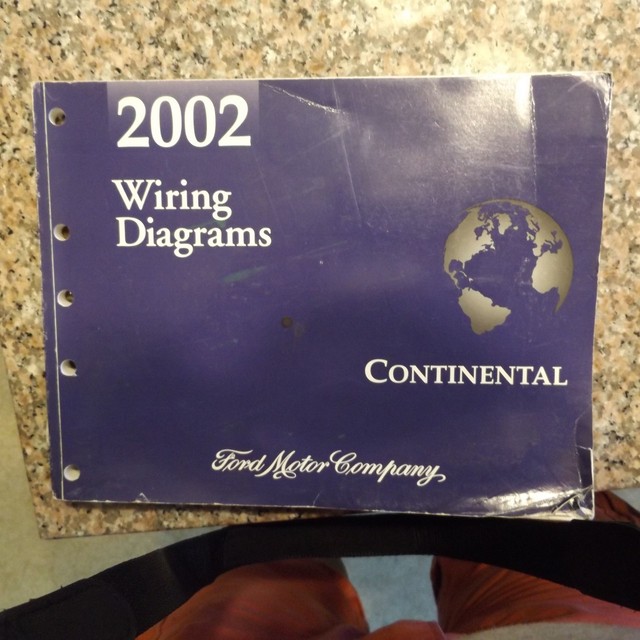 2002
Wiring
Diagrams
CONTINENTAL
Ford Motor Company